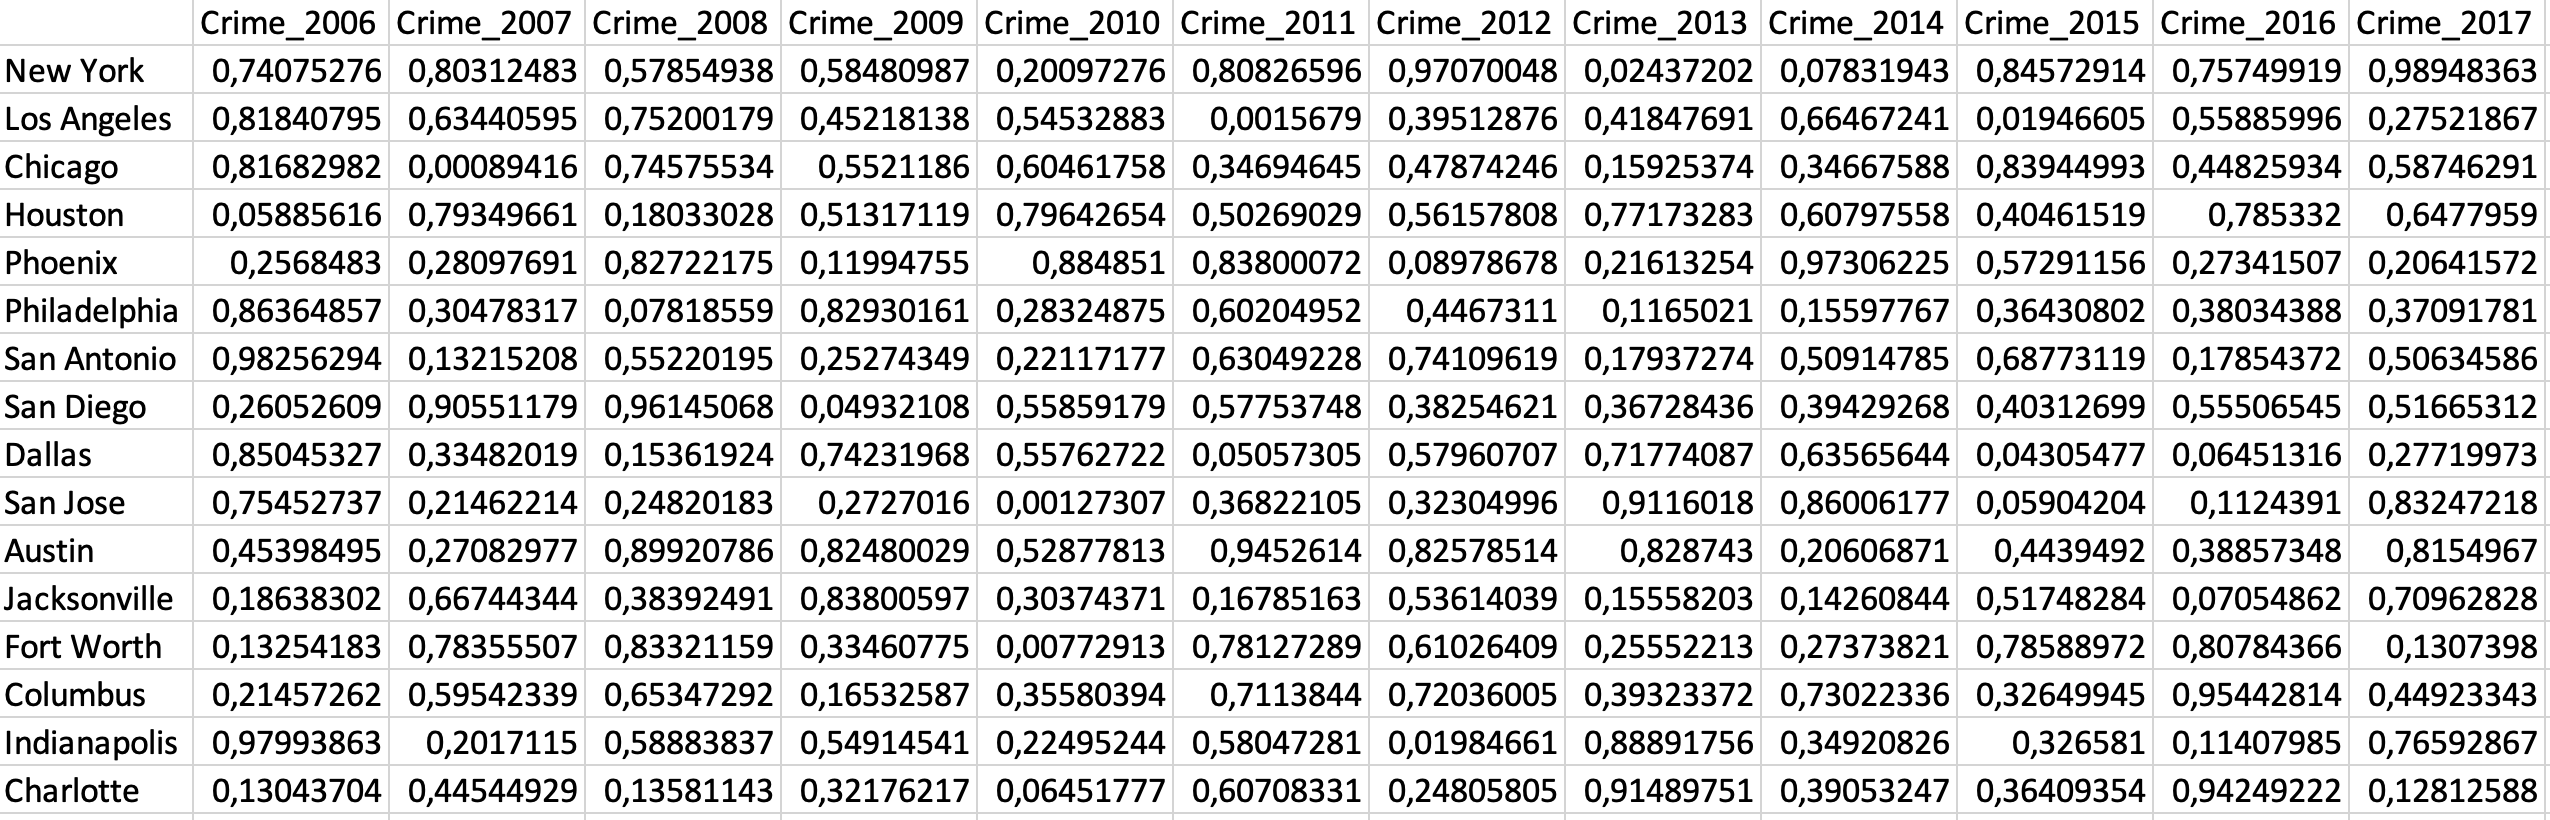 Crime_2006 Crime_2007 Crime_2008 Crime_2009 Crime_2010 Crime_2011 Crime_2012 Crime_2013 Crime_2014 Crime_2015 Crime_2016 Crime_2017
New York 0,74075276 0,80312483 0,57854938 0,58480987 0,20097276 0,80826596 0,97070048 0,02437202 0,07831943 0,84572914 0,75749919 0,98948363
Los Angeles 0,81840795 0,63440595 0,75200179 0,45218138 0,54532883 0,0015679 0,39512876 0,41847691 0,66467241 0,01946605 0,55885996 0,27521867
Chicago 0,81682982 0,00089416 0,74575534 0,5521186 0,60461758 0,34694645 0,47874246 0,15925374 0,34667588 0,83944993 0,44825934 0,58746291
Houston 0,05885616 0,79349661 0,18033028 0,51317119 0,79642654 0,50269029 0,56157808 0,77173283 0,60797558 0,40461519 0,785332 0,6477959
Phoenix 0,2568483 0,28097691 0,82722175 0,11994755 0,884851 0,83800072 0,08978678 0,21613254 0,97306225 0,57291156 0,27341507 0,20641572
Philadelphia 0,86364857 0,30478317 0,07818559 0,82930161 0,28324875 0,60204952 0,4467311 0,1165021 0,15597767 0,36430802 0,38034388 0,37091781
San Antonio 0,98256294 0,13215208 0,55220195 0,25274349 0,22117177 0,63049228 0,74109619 0,17937274 0,50914785 0,68773119 0,17854372 0,50634586
San Diego 0,26052609 0,90551179 0,96145068 0,04932108 0,55859179 0,57753748 0,38254621 0,36728436 0,39429268 0,40312699 0,55506545 0,51665312
Dallas 0,85045327 0,33482019 0,15361924 0,74231968 0,55762722 0,05057305 0,57960707 0,71774087 0,63565644 0,04305477 0,06451316 0,27719973
San Jose 0,75452737 0,21462214 0,24820183 0,2727016 0,00127307 0,36822105 0,32304996 0,9116018 0,86006177 0,05904204 0,1124391 0,83247218
Austin 0,45398495 0,27082977 0,89920786 0,82480029 0,52877813 0,9452614 0,82578514 0,828743 0,20606871 0,4439492 0,38857348 0,8154967
Jacksonville 0,18638302 0,66744344 0,38392491 0,83800597 0,30374371 0,16785163 0,53614039 0,15558203 0,14260844 0,51748284 0,07054862 0,70962828
Fort Worth 0,13254183 0,78355507 0,83321159 0,33460775 0,00772913 0,78127289 0,61026409 0,25552213 0,27373821 0,78588972 0,80784366 0,1307398
Columbus 0,21457262 0,59542339 0,65347292 0,16532587 0,35580394 0,7113844 0,72036005 0,39323372 0,73022336 0,32649945 0,95442814 0,44923343
Indianapolis 0,97993863 0,2017115 0,58883837 0,54914541 0,22495244 0,58047281 0,01984661 0,88891756 0,34920826 0,326581 0,11407985 0,76592867
Charlotte 0,13043704 0,44544929 0,13581143 0,32176217 0,06451777 0,60708331 0,24805805 0,91489751 0,39053247 0,36409354 0,94249222 0,12812588